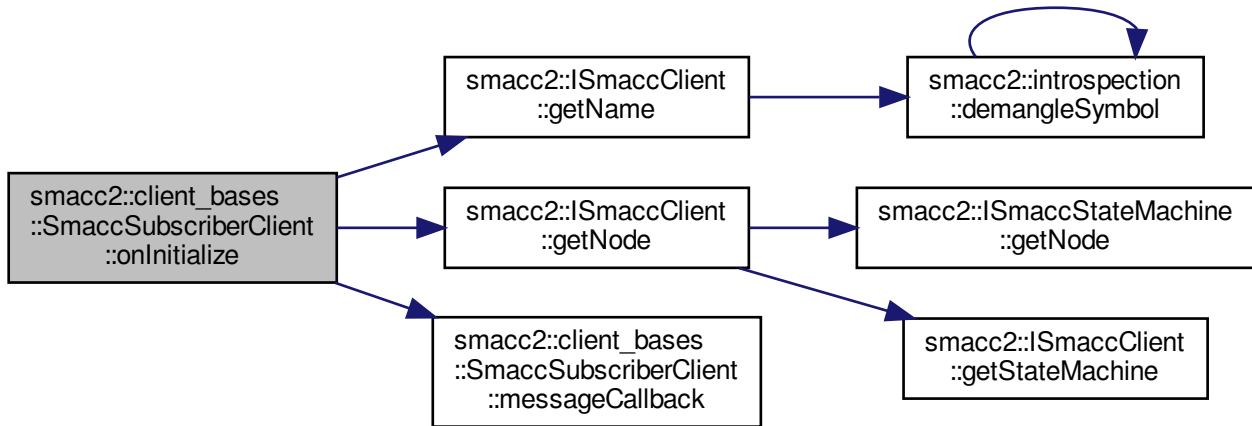 smacc2::client_bases
::SmaccSubscriberClient
::onInitialize
smacc2::ISmaccClient
::getName
smacc2::introspection
::demangleSymbol
smacc2::ISmaccClient
::getNode
smacc2::ISmaccStateMachine
::getNode
smacc2::ISmaccClient
::getStateMachine
smacc2::client_bases
::SmaccSubscriberClient
::messageCallback